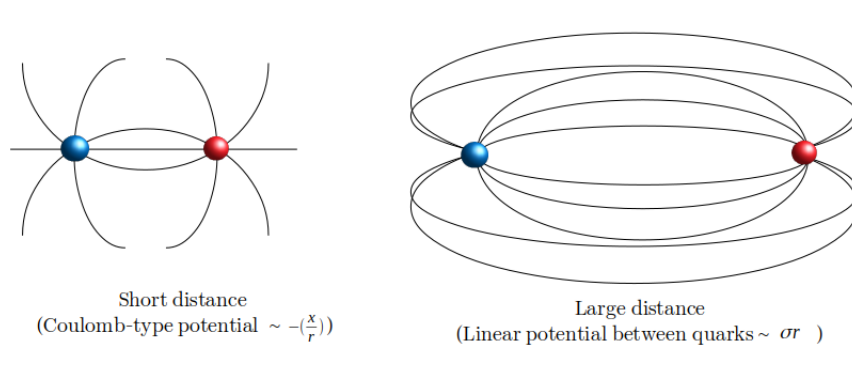 Short distance
(Coulomb-type potential ~ −(x/r))
Large distance
(Linear potential between quarks ~ σr )